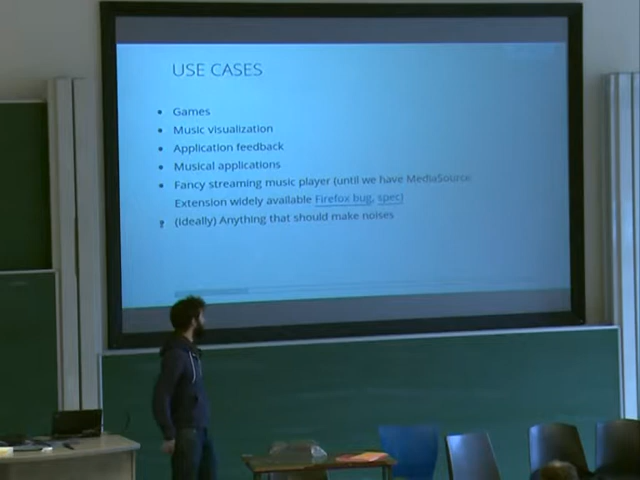 USE CASES
Games
Music visualization
Application feedback
Musical applications
Fancy streaming music player (until we have MediaSource
Extension widely available Firefox bug, spec)
(Ideally) Anything that should make noises